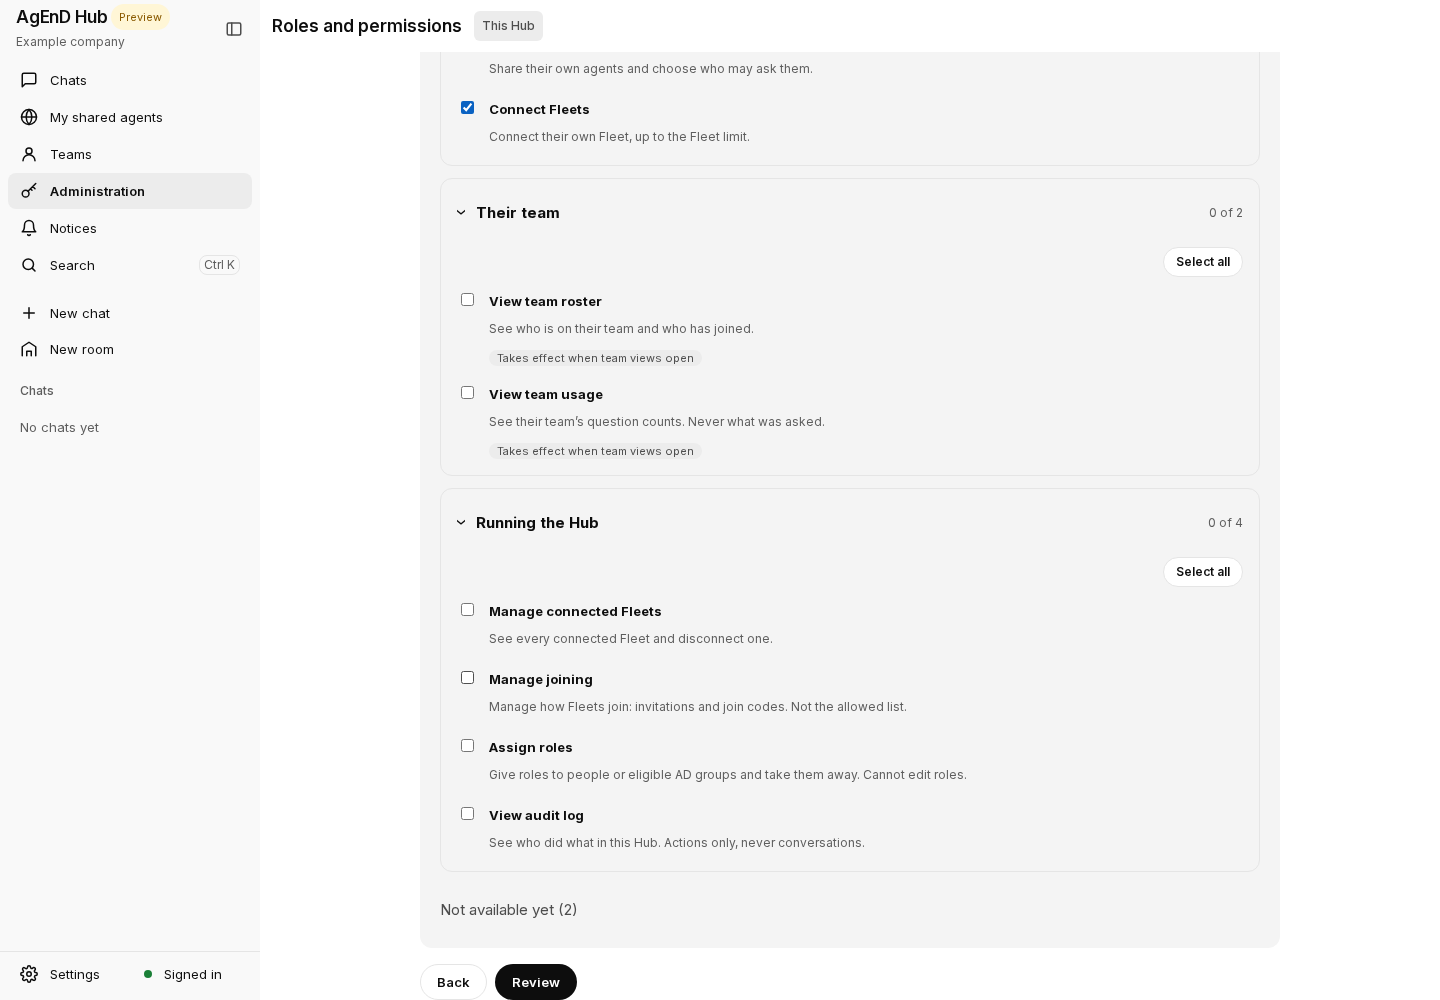 AgEnD Hub Preview
Example company
Chats
My shared agents
Teams
Administration
Notices
Search Ctrl K
New chat
New room
Chats
No chats yet
Settings
Signed in
Roles and permissions This Hub
Share their own agents and choose who may ask them.
Connect Fleets
Connect their own Fleet, up to the Fleet limit.
Their team 0 of 2
Select all
View team roster
See who is on their team and who has joined.
Takes effect when team views open
View team usage
See their team’s question counts. Never what was asked.
Takes effect when team views open
Running the Hub 0 of 4
Select all
Manage connected Fleets
See every connected Fleet and disconnect one.
Manage joining
Manage how Fleets join: invitations and join codes. Not the allowed list.
Assign roles
Give roles to people or eligible AD groups and take them away. Cannot edit roles.
View audit log
See who did what in this Hub. Actions only, never conversations.
Not available yet (2)
Back Review